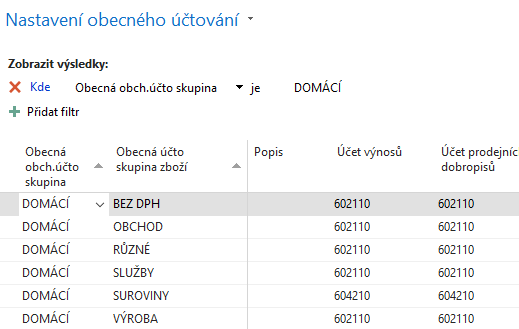 Nastavení obecného účtování
Zobrazit výsledky:
Kde Obecná obch.účto skupina je DOMÁCÍ
Přidat filtr
Obecná obch.účto skupina Obecná účto skupina zboží Popis Účet výnosů Účet prodejníc dobropisů
DOMÁCÍ BEZ DPH 602110 602110
DOMÁCÍ OBCHOD 602110 602110
DOMÁCÍ RŮZNÉ 602110 602110
DOMÁCÍ SLUŽBY 602110 602110
DOMÁCÍ SUROVINY 604210 604210
DOMÁCÍ VÝROBA 602110 602110